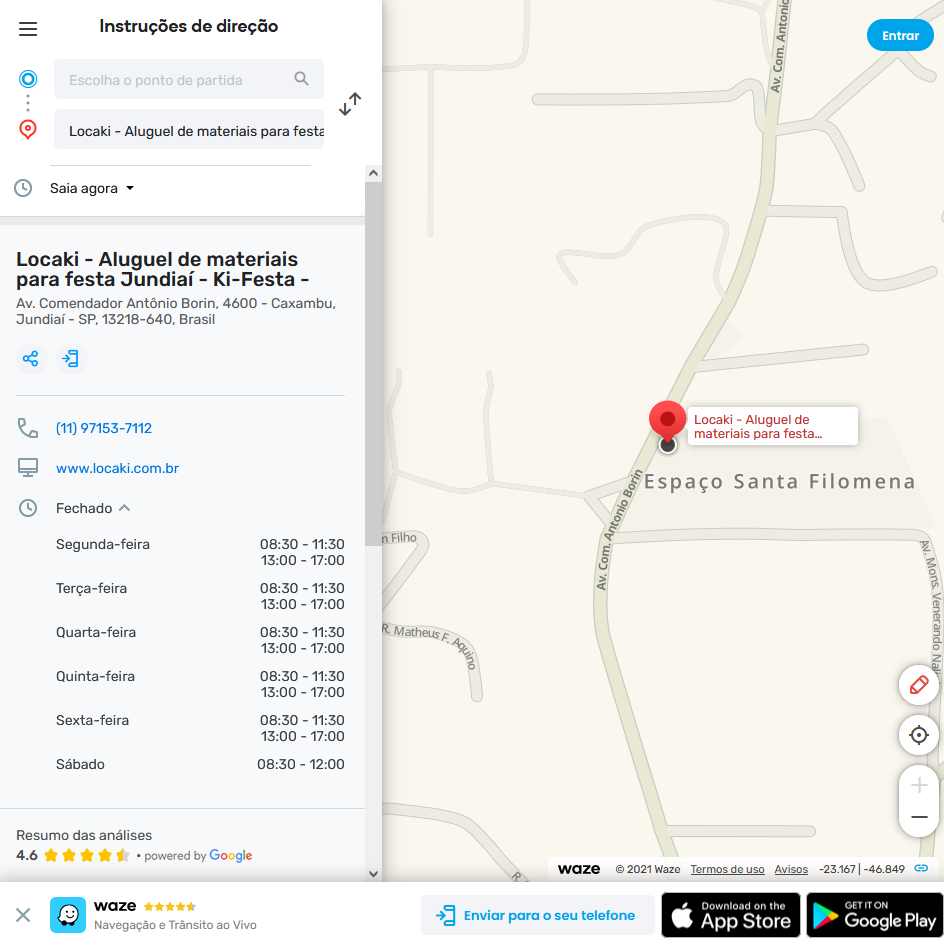 Instruções de direção
Escolha o ponto de partida
Locaki - Aluguel de materiais para festa
Saia agora
Locaki - Aluguel de materiais
para festa Jundiaí - Ki-Festa -
Av. Comendador Antônio Borin, 4600 - Caxambu,
Jundiaí - SP, 13218-640, Brasil
(11) 97153-7112
www.locaki.com.br
Fechado
Segunda-feira 08:30 - 11:30
13:00 - 17:00
Terça-feira 08:30 - 11:30
13:00 - 17:00
Quarta-feira 08:30 - 11:30
13:00 - 17:00
Quinta-feira 08:30 - 11:30
13:00 - 17:00
Sexta-feira 08:30 - 11:30
13:00 - 17:00
Sábado 08:30 - 12:00
Resumo das análises
4.6 • powered by Google
Entrar
Av. Com. Antonio
Locaki - Aluguel de
materiais para festa...
Espaço Santa Filomena
Av. Com. Antonio Borin
n Filho
R. Matheus F. Aquino
Av. Mons. Venerando Nal
R.
waze © 2021 Waze Termos de uso Avisos -23.167 | -46.849
waze
Navegação e Trânsito ao Vivo
Enviar para o seu telefone
Download on the
App Store
GET IT ON
Google Play